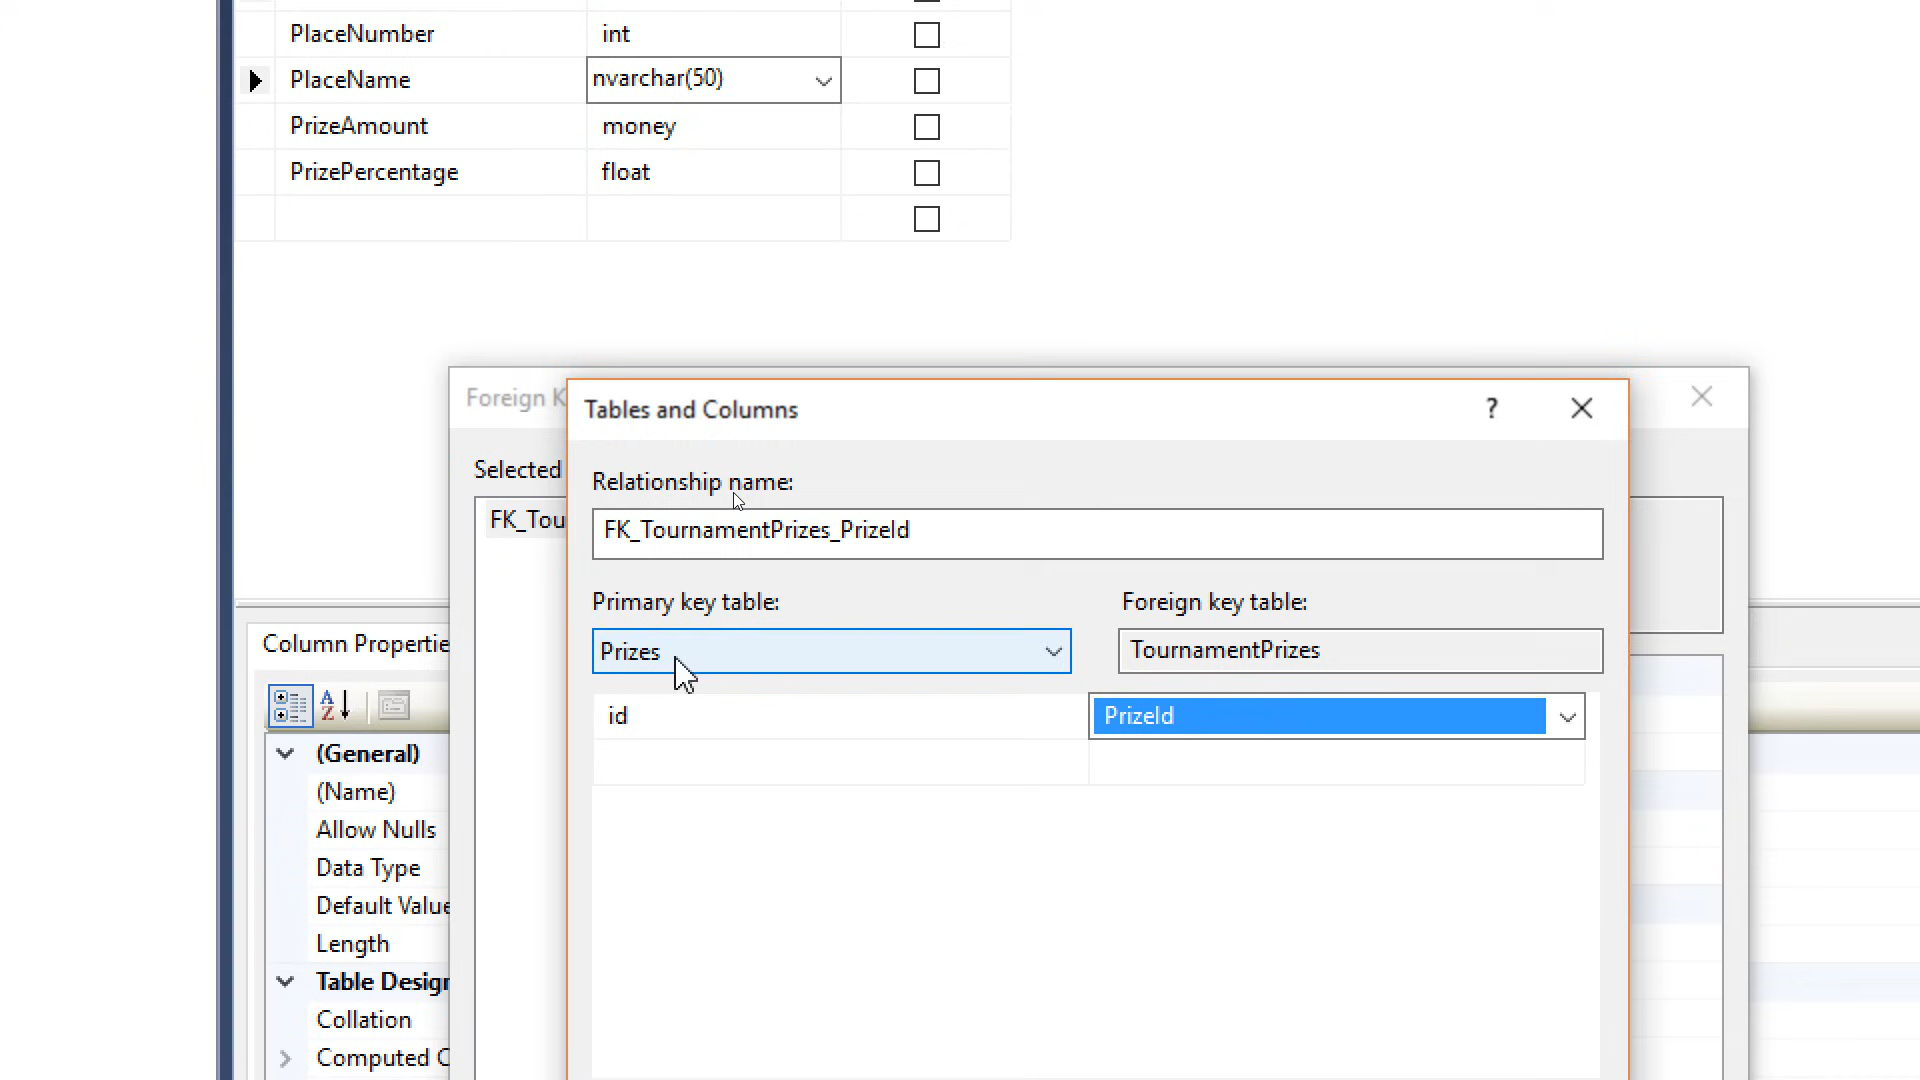 PlaceNumber int
PlaceName nvarchar(50)
PrizeAmount money
PrizePercentage float
Foreign K
Tables and Columns ?
Selected
Relationship name:
FK_Tou
FK_TournamentPrizes_PrizeId
Primary key table: Foreign key table:
Column Propertie
Prizes TournamentPrizes
id PrizeId
(General)
(Name)
Allow Nulls
Data Type
Default Value
Length
Table Design
Collation
Computed C